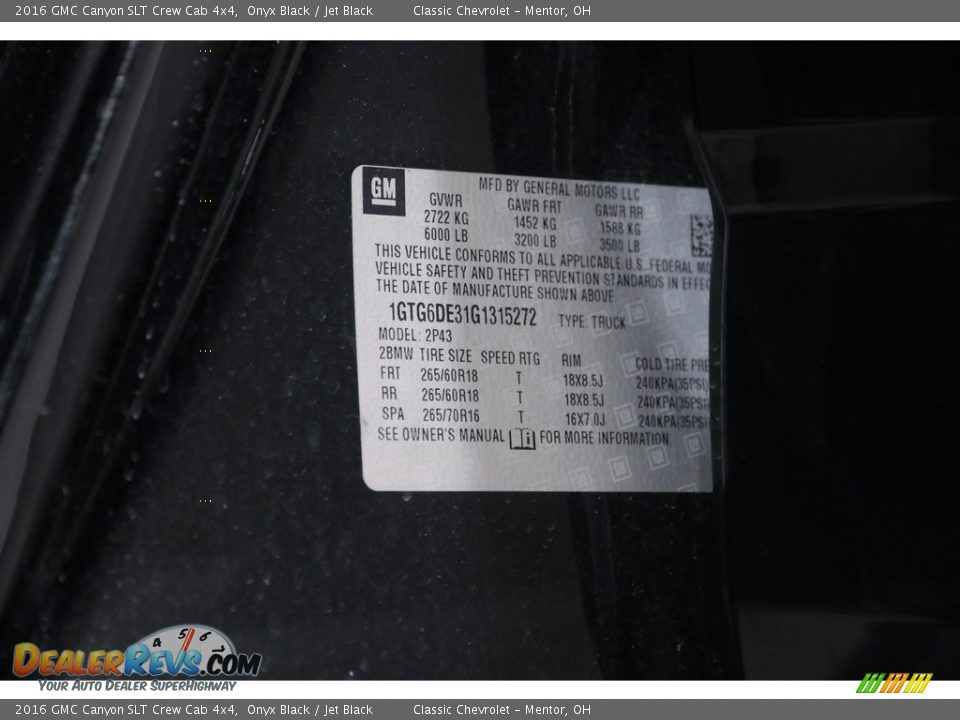 2016 GMC Canyon SLT Crew Cab 4x4,  Onyx Black / Jet Black        Classic Chevrolet – Mentor, OH
GM
MFD BY GENERAL MOTORS LLC
GVWR GAWR FRT GAWR RR
2722 KG 1452 KG 1588 KG
6000 LB 3200 LB 3500 LB
THIS VEHICLE CONFORMS TO ALL APPLICABLE U.S. FEDERAL MO
VEHICLE SAFETY AND THEFT PREVENTION STANDARDS IN EFFEC
THE DATE OF MANUFACTURE SHOWN ABOVE
1GTG6DE31G1315272 TYPE: TRUCK
MODEL: 2P43
2BMW TIRE SIZE SPEED RTG RIM COLD TIRE PRE
FRT 265/60R18 T 18X8.5J 240KPA(35PSI)
RR 265/60R18 T 18X8.5J 240KPA(35PSI
SPA 265/70R16 T 16X7.0J 240KPA(35PSI
SEE OWNER'S MANUAL FOR MORE INFORMATION
4 5 6
DEALERREVS.COM
YOUR AUTO DEALER SUPERHIGHWAY
2016 GMC Canyon SLT Crew Cab 4x4,  Onyx Black / Jet Black        Classic Chevrolet – Mentor, OH